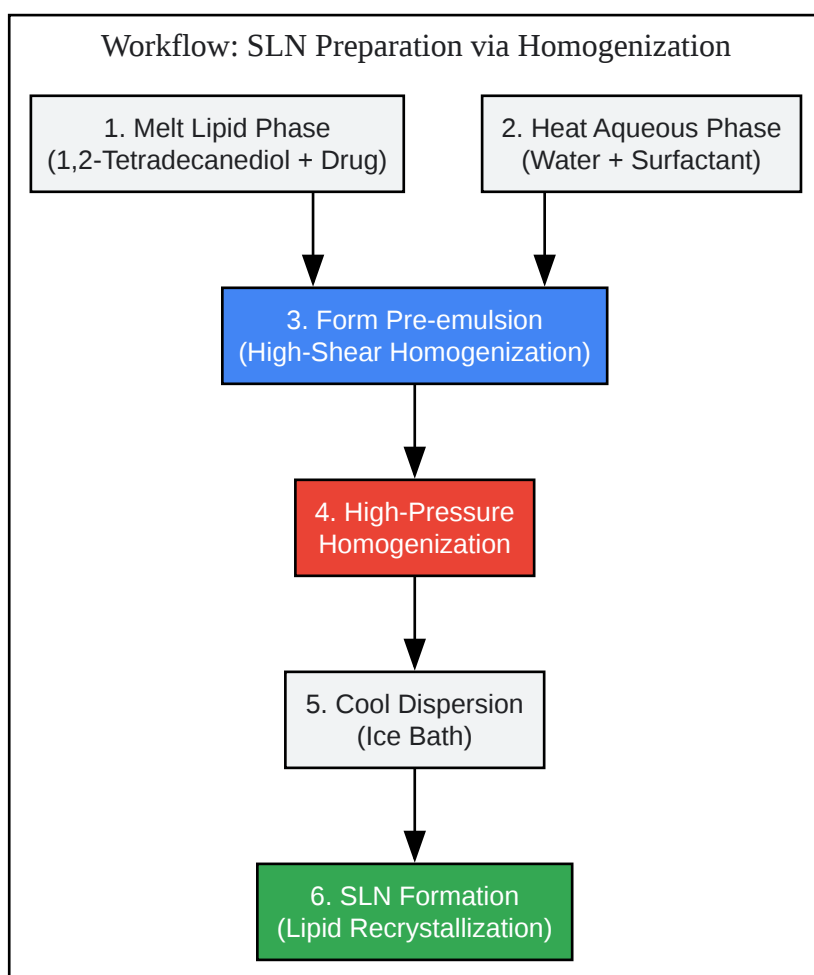 Workflow: SLN Preparation via Homogenization
1. Melt Lipid Phase
(1,2-Tetradecanediol + Drug)
2. Heat Aqueous Phase
(Water + Surfactant)
3. Form Pre-emulsion
(High-Shear Homogenization)
4. High-Pressure
Homogenization
5. Cool Dispersion
(Ice Bath)
6. SLN Formation
(Lipid Recrystallization)